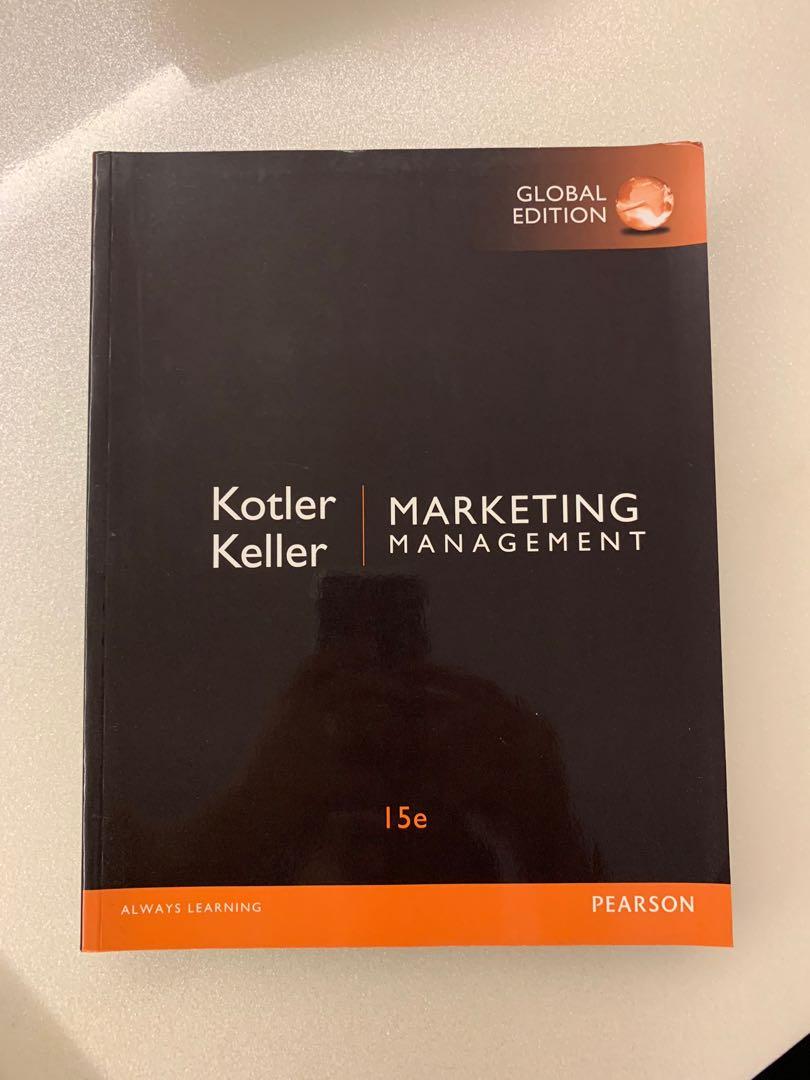 GLOBAL
EDITION
Kotler
Keller
MARKETING
MANAGEMENT
15e
ALWAYS LEARNING
PEARSON